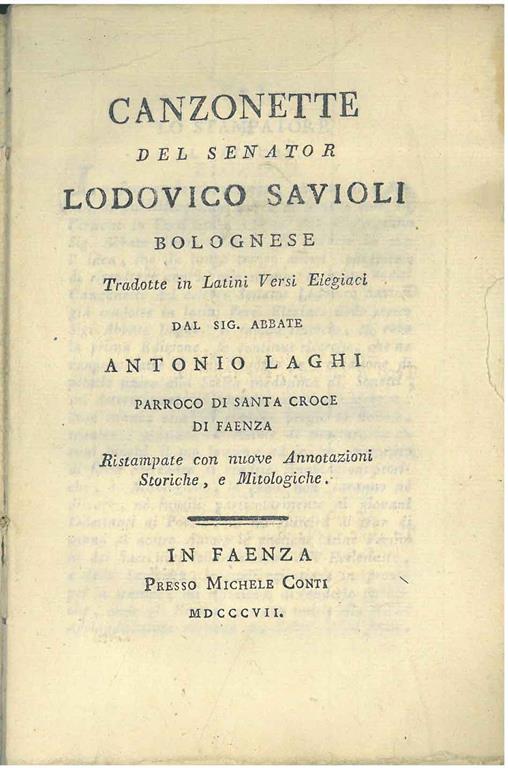 CANZONETTE
DEL SENATOR
LODOVICO SAVIOLI
BOLOGNESE
Tradotte in Latini Versi Elegiaci
DAL SIG. ABBATE
ANTONIO LAGHI
PARROCO DI SANTA CROCE
DI FAENZA
Ristampate con nuove Annotazioni
Storiche, e Mitologiche.
IN FAENZA
PRESSO MICHELE CONTI
MDCCCVII.